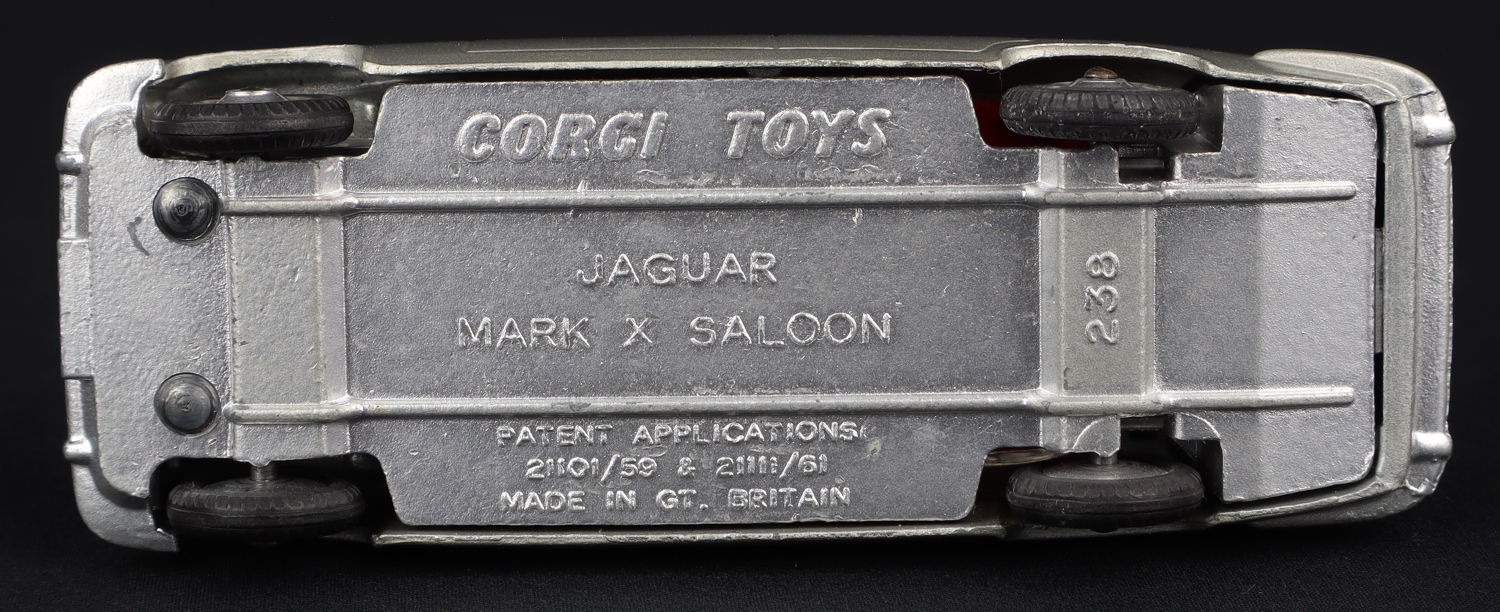 CORGI TOYS
JAGUAR
MARK X SALOON
238
PATENT APPLICATIONS
21101/59 & 21111/61
MADE IN GT. BRITAIN